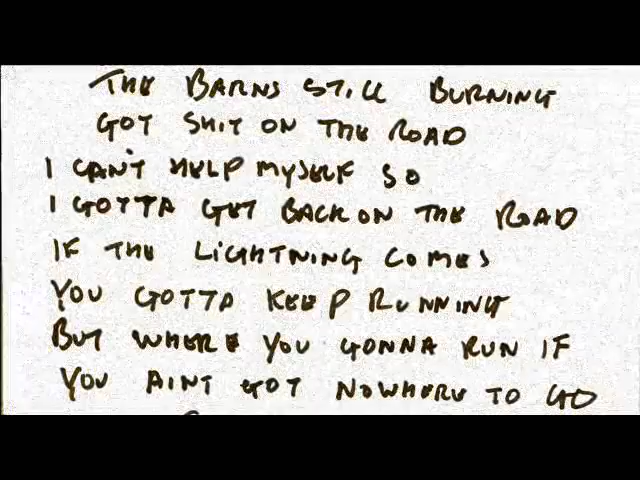 THE BARNS STILL BURNING
GOT SHIT ON THE ROAD
I CAN'T HELP MYSELF SO
I GOTTA GET BACK ON THE ROAD
IF THE LIGHTNING COMES
YOU GOTTA KEEP RUNNING
BUT WHERE YOU GONNA RUN IF
YOU AINT GOT NOWHERE TO GO